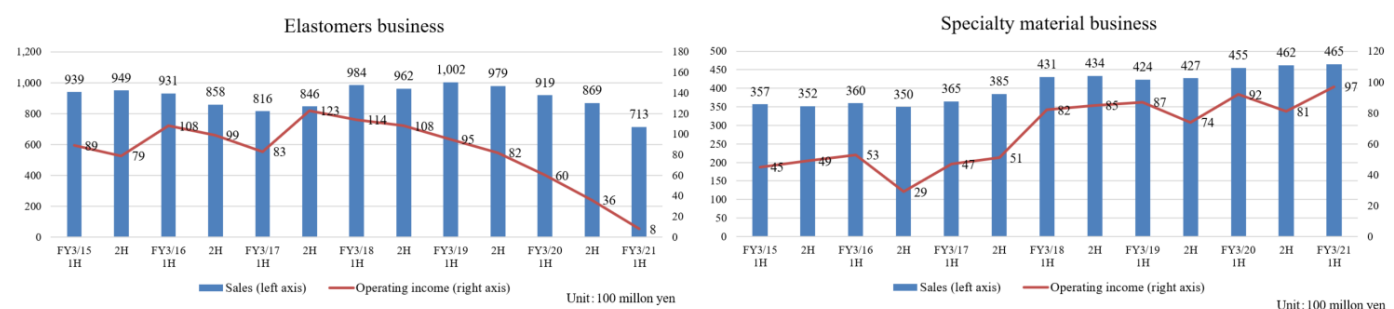 Elastomers business
1,200
1,000
800
600
400
200
0
180
160
140
120
100
80
60
40
20
0
939 949 931 858 816 846 984 962 1,002 979 919 869 713
89 79 108 99 83 123 114 108 95 82 60 36 8
FY3/15 2H FY3/16 2H FY3/17 2H FY3/18 2H FY3/19 2H FY3/20 2H FY3/21
1H 1H 1H 1H 1H 1H 1H
Sales (left axis) Operating income (right axis)
Unit:100 millon yen
Specialty material business
500
450
400
350
300
250
200
150
100
50
0
120
100
80
60
40
20
0
357 352 360 350 365 385 431 434 424 427 455 462 465
45 49 53 29 47 51 82 85 87 74 92 81 97
FY3/15 2H FY3/16 2H FY3/17 2H FY3/18 2H FY3/19 2H FY3/20 2H FY3/21
1H 1H 1H 1H 1H 1H 1H
Sales (left axis) Operating income (right axis)
Unit:100 millon yen